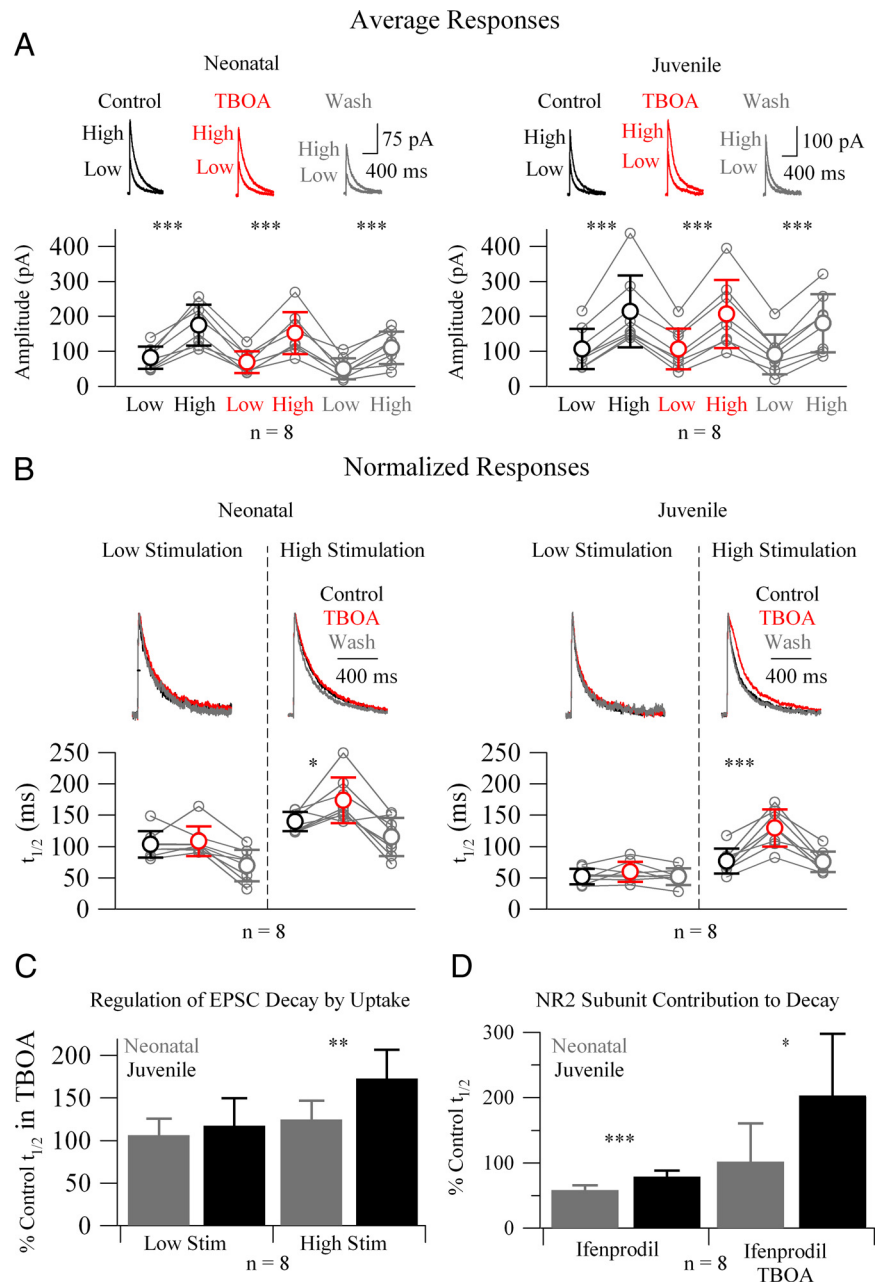 Average Responses
A
Neonatal
Juvenile
Control
TBOA
Wash
Control
TBOA
Wash
High
Low
High
Low
High
Low
75 pA
400 ms
High
Low
High
Low
High
Low
100 pA
400 ms
***
***
***
***
***
***
Amplitude (pA)
400
300
200
100
0
Low High Low High Low High
n = 8
Amplitude (pA)
400
300
200
100
0
Low High Low High Low High
n = 8
B
Normalized Responses
Neonatal
Juvenile
Low Stimulation
High Stimulation
Low Stimulation
High Stimulation
Control
TBOA
Wash
400 ms
Control
TBOA
Wash
400 ms
t1/2 (ms)
250
200
150
100
50
0
*
n = 8
t1/2 (ms)
250
200
150
100
50
0
***
n = 8
C
Regulation of EPSC Decay by Uptake
% Control t1/2 in TBOA
200
150
100
50
0
Neonatal
Juvenile
**
Low Stim
High Stim
n = 8
D
NR2 Subunit Contribution to Decay
% Control t1/2
300
200
100
0
Neonatal
Juvenile
***
*
Ifenprodil
Ifenprodil
TBOA
n = 8